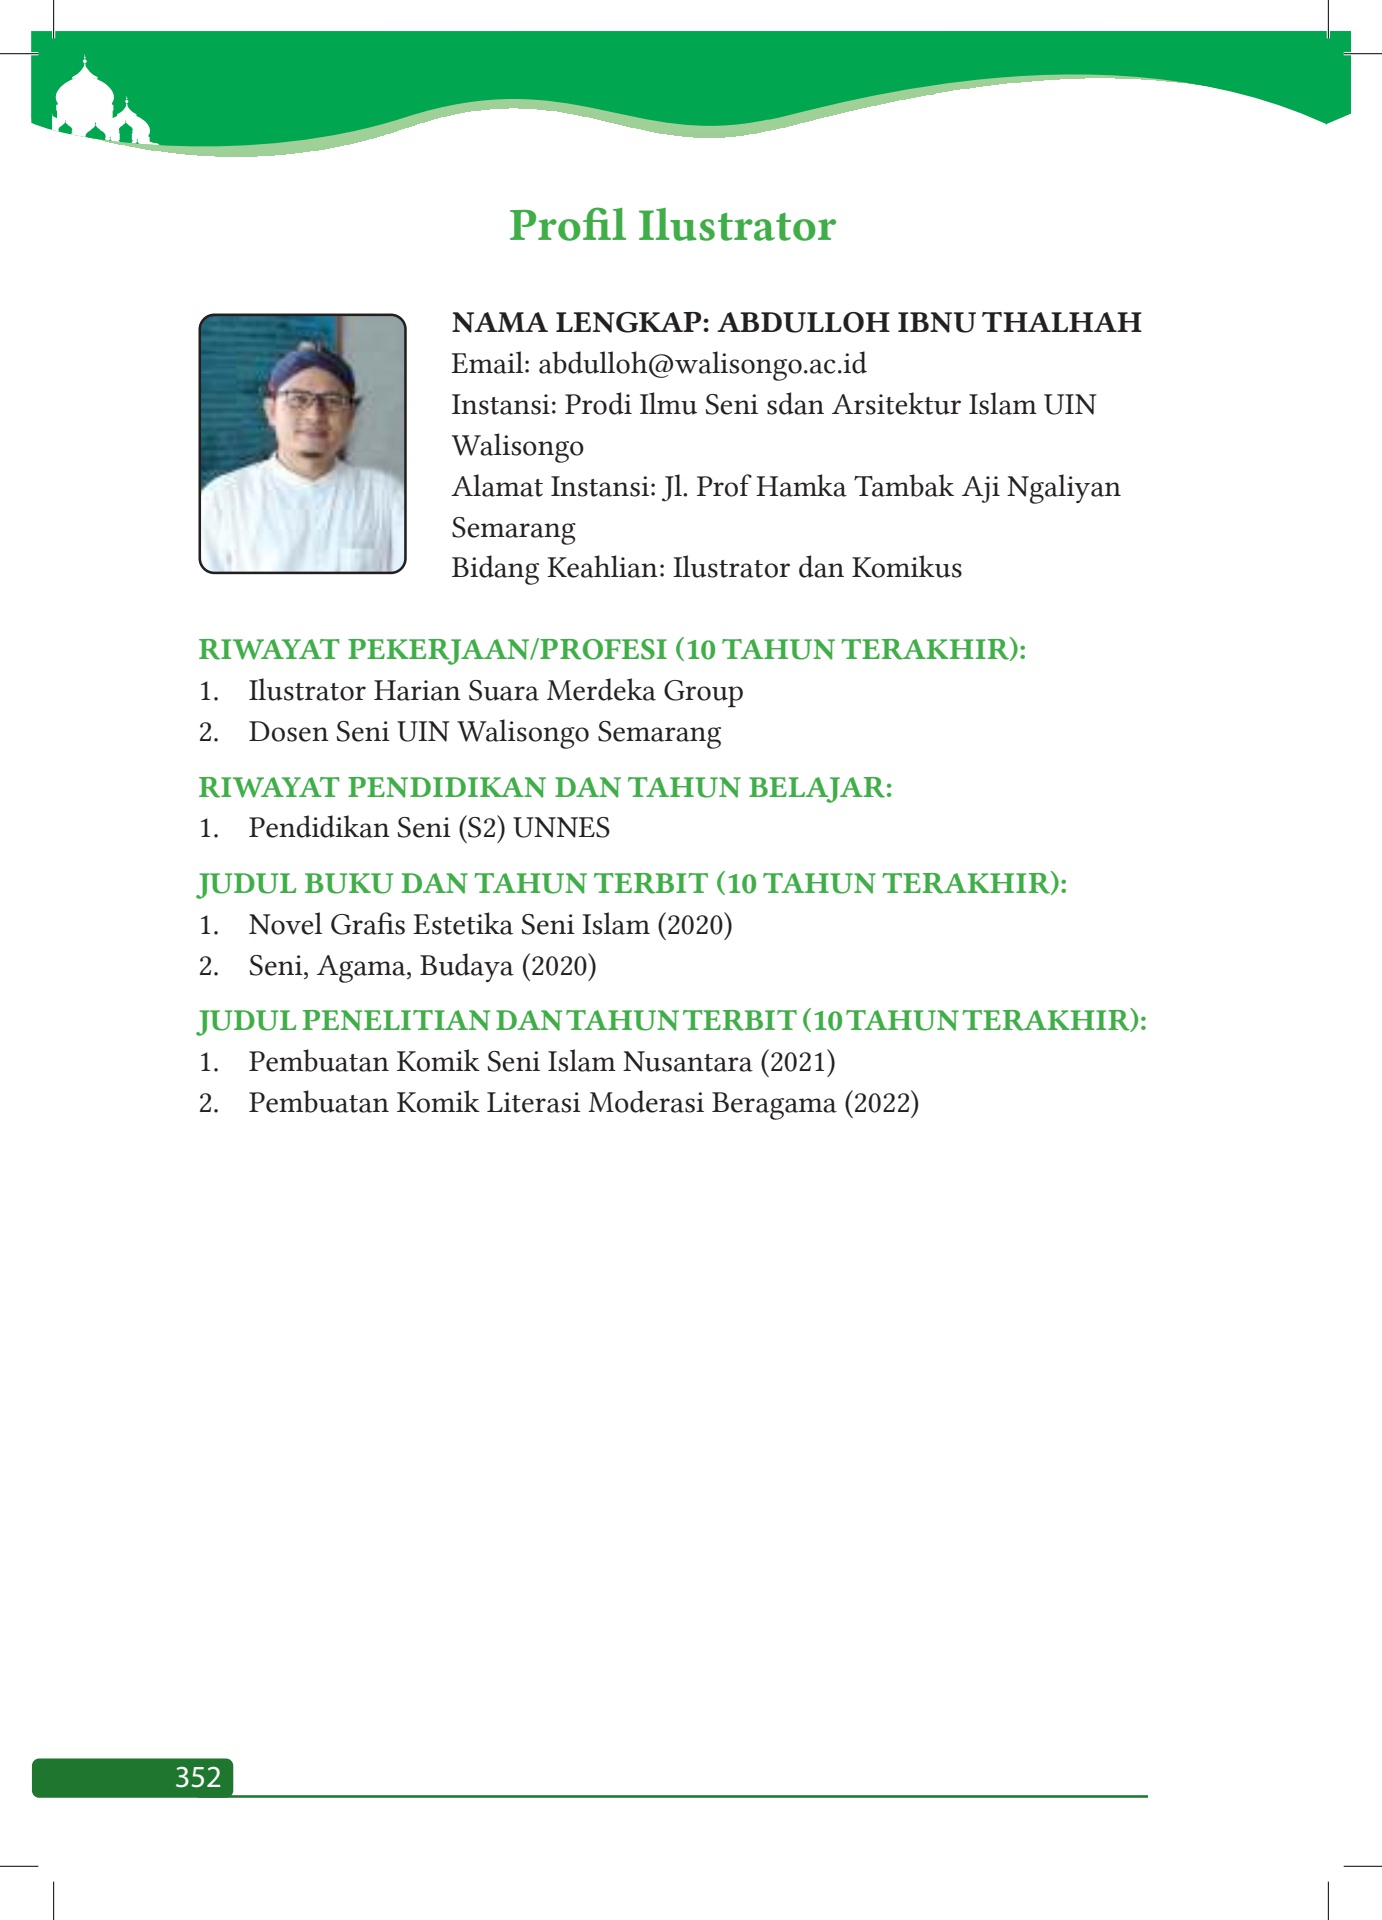 Profil Ilustrator
NAMA LENGKAP: ABDULLOH IBNU THALHAH
Email: abdulloh@walisongo.ac.id
Instansi: Prodi Ilmu Seni sdan Arsitektur Islam UIN
Walisongo
Alamat Instansi: Jl. Prof Hamka Tambak Aji Ngaliyan
Semarang
Bidang Keahlian: Ilustrator dan Komikus
RIWAYAT PEKERJAAN/PROFESI (10 TAHUN TERAKHIR):
1. Ilustrator Harian Suara Merdeka Group
2. Dosen Seni UIN Walisongo Semarang
RIWAYAT PENDIDIKAN DAN TAHUN BELAJAR:
1. Pendidikan Seni (S2) UNNES
JUDUL BUKU DAN TAHUN TERBIT (10 TAHUN TERAKHIR):
1. Novel Grafis Estetika Seni Islam (2020)
2. Seni, Agama, Budaya (2020)
JUDUL PENELITIAN DAN TAHUN TERBIT (10 TAHUN TERAKHIR):
1. Pembuatan Komik Seni Islam Nusantara (2021)
2. Pembuatan Komik Literasi Moderasi Beragama (2022)
352